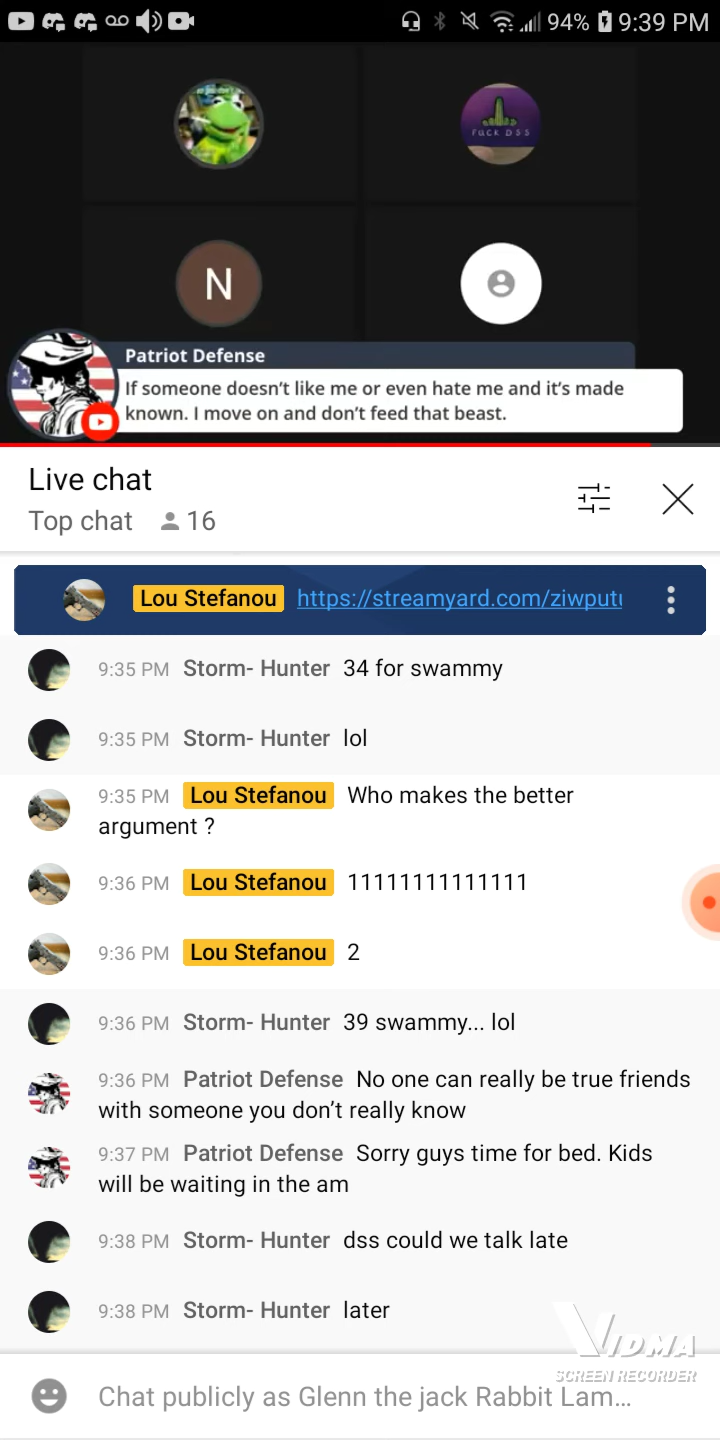 94% 9:39 PM
FUCK DSS
N
Patriot Defense
If someone doesn't like me or even hate me and it's made
known. I move on and don't feed that beast.
Live chat
Top chat 16
Lou Stefanou https://streamyard.com/ziwputu
9:35 PM Storm- Hunter 34 for swammy
9:35 PM Storm- Hunter lol
9:35 PM Lou Stefanou Who makes the better
argument ?
9:36 PM Lou Stefanou 11111111111111
9:36 PM Lou Stefanou 2
9:36 PM Storm- Hunter 39 swammy... lol
9:36 PM Patriot Defense No one can really be true friends
with someone you don't really know
9:37 PM Patriot Defense Sorry guys time for bed. Kids
will be waiting in the am
9:38 PM Storm- Hunter dss could we talk late
9:38 PM Storm- Hunter later
VIDMA
SCREEN RECORDER
Chat publicly as Glenn the jack Rabbit Lam...